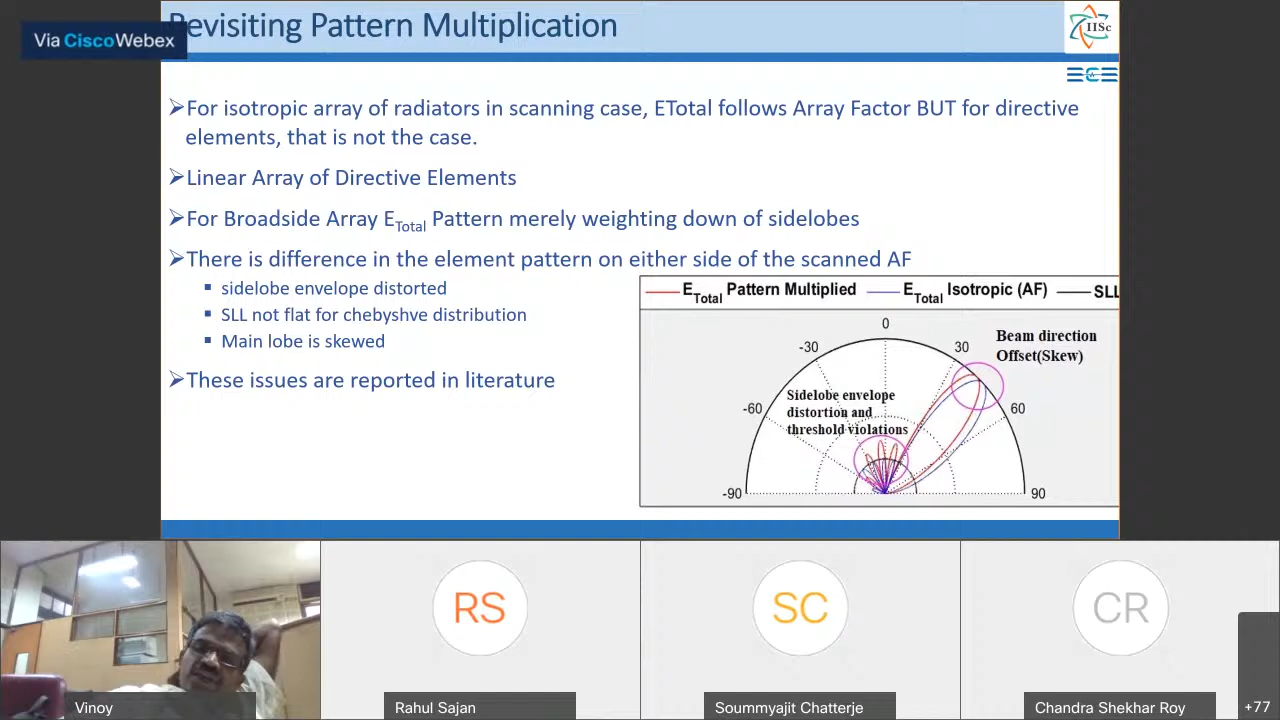 Revisiting Pattern Multiplication
Via CiscoWebex
IISc
ECE
➢For isotropic array of radiators in scanning case, ETotal follows Array Factor BUT for directive
elements, that is not the case.
➢Linear Array of Directive Elements
➢For Broadside Array ETotal Pattern merely weighting down of sidelobes
➢There is difference in the element pattern on either side of the scanned AF
▪ sidelobe envelope distorted
▪ SLL not flat for chebyshve distribution
▪ Main lobe is skewed
➢These issues are reported in literature
ETotal Pattern Multiplied ETotal Isotropic (AF) SLL
0
-30 30
Beam direction
Offset(Skew)
Sidelobe envelope
distortion and
threshold violations
-60 60
-90 90
RS SC CR
Vinoy Rahul Sajan Soummyajit Chatterje Chandra Shekhar Roy +77